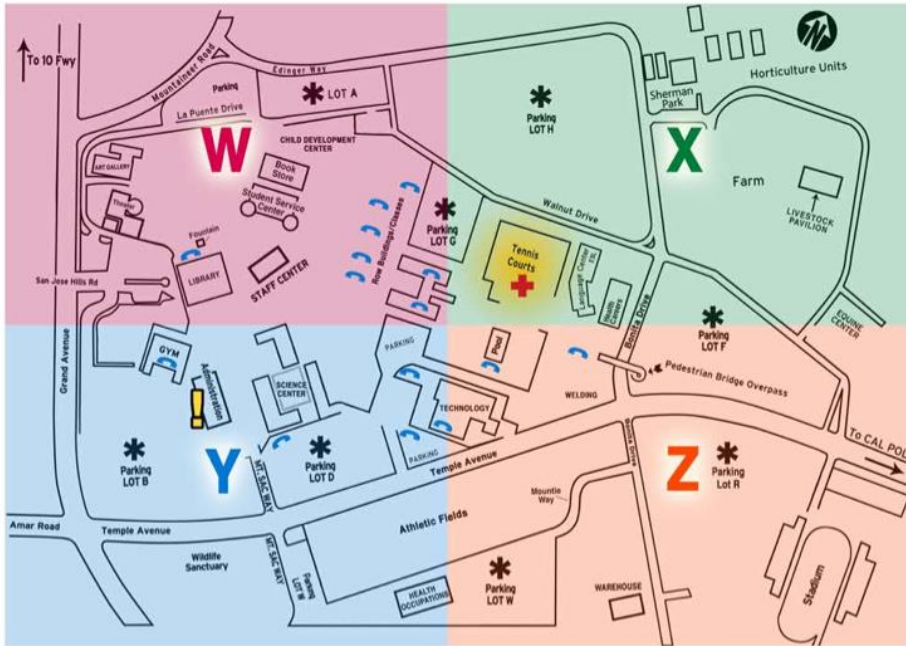 To 10 Fwy
Mountaineer Road
Edinger Way
Parking
LOT A
La Puente Drive
W
CHILD DEVELOPMENT
CENTER
ART GALLERY
Book
Store
Theater
Student Service
Center
Fountain
Row Buildings/Classes
Parking
LOT G
San Jose Hills Rd
LIBRARY
STAFF CENTER
Grand Avenue
N
Horticulture Units
Sherman
Park
Parking
LOT H
X
Farm
LIVESTOCK
PAVILION
Walnut Drive
Tennis
Courts
Language Center
ESL
Health
Careers
Bonita Drive
Parking
LOT F
EQUINE
CENTER
GYM
Administration
SCIENCE
CENTER
PARKING
TECHNOLOGY
PARKING
Parking
LOT B
Y
MT. SAC WAY
Parking
LOT D
Temple Avenue
Amar Road
Temple Avenue
Wildlife
Sanctuary
MT. SAC WAY
Parking
LOT W
Athletic Fields
HEALTH
OCCUPATIONS
Pool
Pedestrian Bridge Overpass
WELDING
Bonita Drive
Z
Parking
Lot R
To CAL POL
Mountie
Way
Parking
LOT W
WAREHOUSE
Stadium